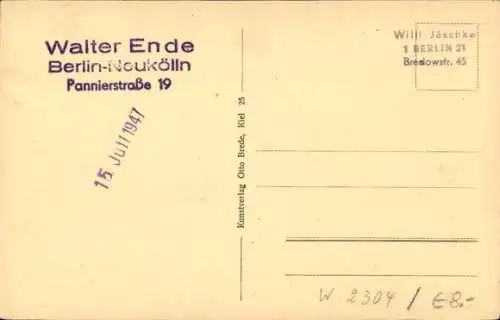 Walter Ende
Berlin-Neukölln
Pannierstraße 19
15. Juli 1947
Kunstverlag Otto Brede, Kiel 25
Willi Jäschke
1 BERLIN 21
Bredowstr. 45
W 2304 / € 8.-